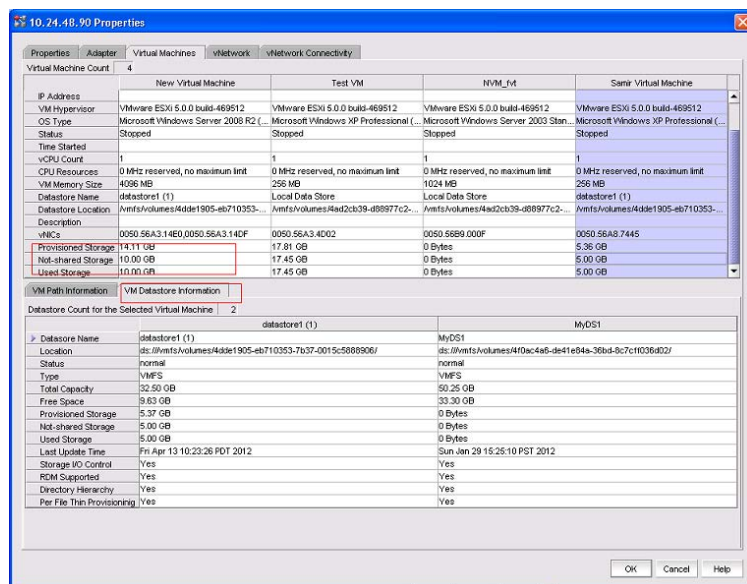 10.24.48.90 Properties
Properties Adapter Virtual Machines vNetwork vNetwork Connectivity
Virtual Machine Count 4
New Virtual Machine Test VM NVM_fvt Samir Virtual Machine
IP Address
VM Hypervisor VMware ESXi 5.0.0 build-469512 VMware ESXi 5.0.0 build-469512 VMware ESXi 5.0.0 build-469512 VMware ESXi 5.0.0 build-469512
OS Type Microsoft Windows Server 2008 R2 (... Microsoft Windows XP Professional (... Microsoft Windows Server 2003 Stan... Microsoft Windows XP Professional (...
Status Stopped Stopped Stopped Stopped
Time Started
vCPU Count 1 1 1 1
CPU Resources 0 MHz reserved, no maximum limit 0 MHz reserved, no maximum limit 0 MHz reserved, no maximum limit 0 MHz reserved, no maximum limit
VM Memory Size 4096 MB 256 MB 1024 MB 256 MB
Datastore Name datastore1 (1) Local Data Store Local Data Store datastore1 (1)
Datastore Location /vmfs/volumes/4dde1905-eb710353-... /vmfs/volumes/4ad2cb39-d88977c2-... /vmfs/volumes/4ad2cb39-d88977c2-... /vmfs/volumes/4dde1905-eb710353-...
Description
vNICs 0050.56A3.14E0,0050.56A3.14DF 0050.56A3.4D02 0050.56B9.000F 0050.56A8.7445
Provisioned Storage 14.11 GB 17.81 GB 0 Bytes 5.36 GB
Not-shared Storage 10.00 GB 17.45 GB 0 Bytes 5.00 GB
Used Storage 10.00 GB 17.45 GB 0 Bytes 5.00 GB
VM Path Information VM Datastore Information
Datastore Count for the Selected Virtual Machine 2
datastore1 (1) MyDS1
Datasore Name datastore1 (1) MyDS1
Location ds:///vmfs/volumes/4dde1905-eb710353-7b37-0015c5888906/ ds:///vmfs/volumes/4f0ac4a6-de41e84a-36bd-8c7cff036d02/
Status normal normal
Type VMFS VMFS
Total Capacity 32.50 GB 50.25 GB
Free Space 9.63 GB 33.30 GB
Provisioned Storage 5.37 GB 0 Bytes
Not-shared Storage 5.00 GB 0 Bytes
Used Storage 5.00 GB 0 Bytes
Last Update Time Fri Apr 13 10:23:26 PDT 2012 Sun Jan 29 15:25:10 PST 2012
Storage I/O Control Yes Yes
RDM Supported Yes Yes
Directory Hierarchy Yes Yes
Per File Thin Provisioninig Yes Yes
OK Cancel Help